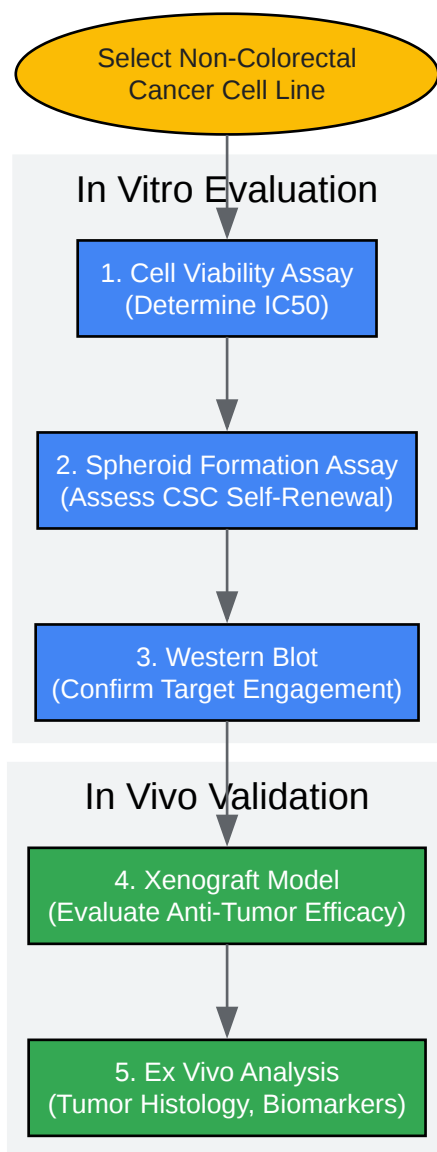 Select Non-Colorectal
Cancer Cell Line
In Vitro Evaluation
1. Cell Viability Assay
(Determine IC50)
2. Spheroid Formation Assay
(Assess CSC Self-Renewal)
3. Western Blot
(Confirm Target Engagement)
In Vivo Validation
4. Xenograft Model
(Evaluate Anti-Tumor Efficacy)
5. Ex Vivo Analysis
(Tumor Histology, Biomarkers)